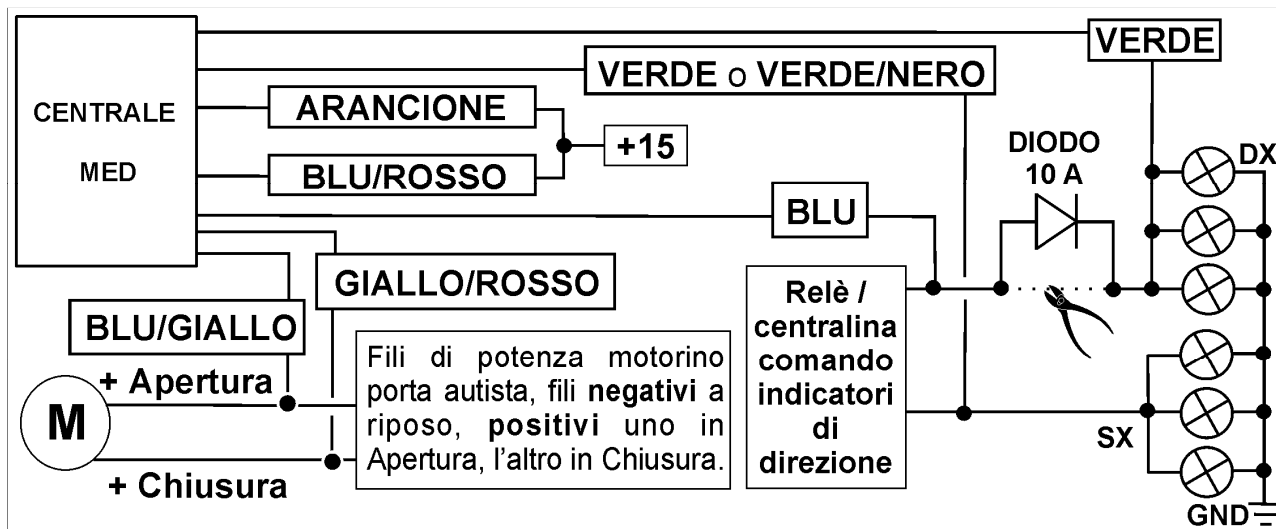 VERDE
CENTRALE
MED
VERDE o VERDE/NERO
ARANCIONE
+15
BLU/ROSSO
DIODO
10 A
DX
BLU
GIALLO/ROSSO
BLU/GIALLO
Relè /
centralina
comando
indicatori
di
direzione
+ Apertura
M
Fili di potenza motorino
porta autista, fili negativi a
riposo, positivi uno in
Apertura, l'altro in Chiusura.
+ Chiusura
SX
GND